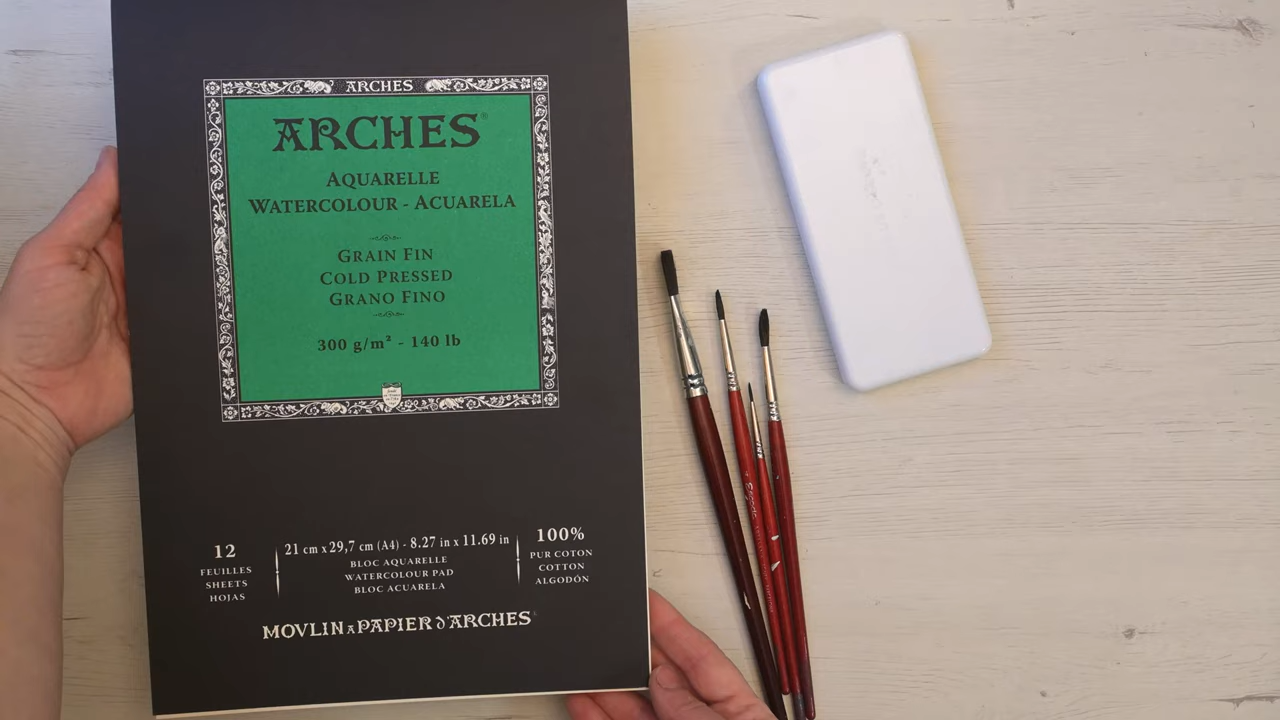 ARCHES
ARCHES®
AQUARELLE
WATERCOLOUR - ACUARELA
GRAIN FIN
COLD PRESSED
GRANO FINO
300 g/m² - 140 lb
12
FEUILLES
SHEETS
HOJAS
21 cm x 29,7 cm (A4) - 8.27 in x 11.69 in
BLOC AQUARELLE
WATERCOLOUR PAD
BLOC ACUARELA
100%
PUR COTON
COTTON
ALGODÓN
MOVLIN A PAPIER D'ARCHES